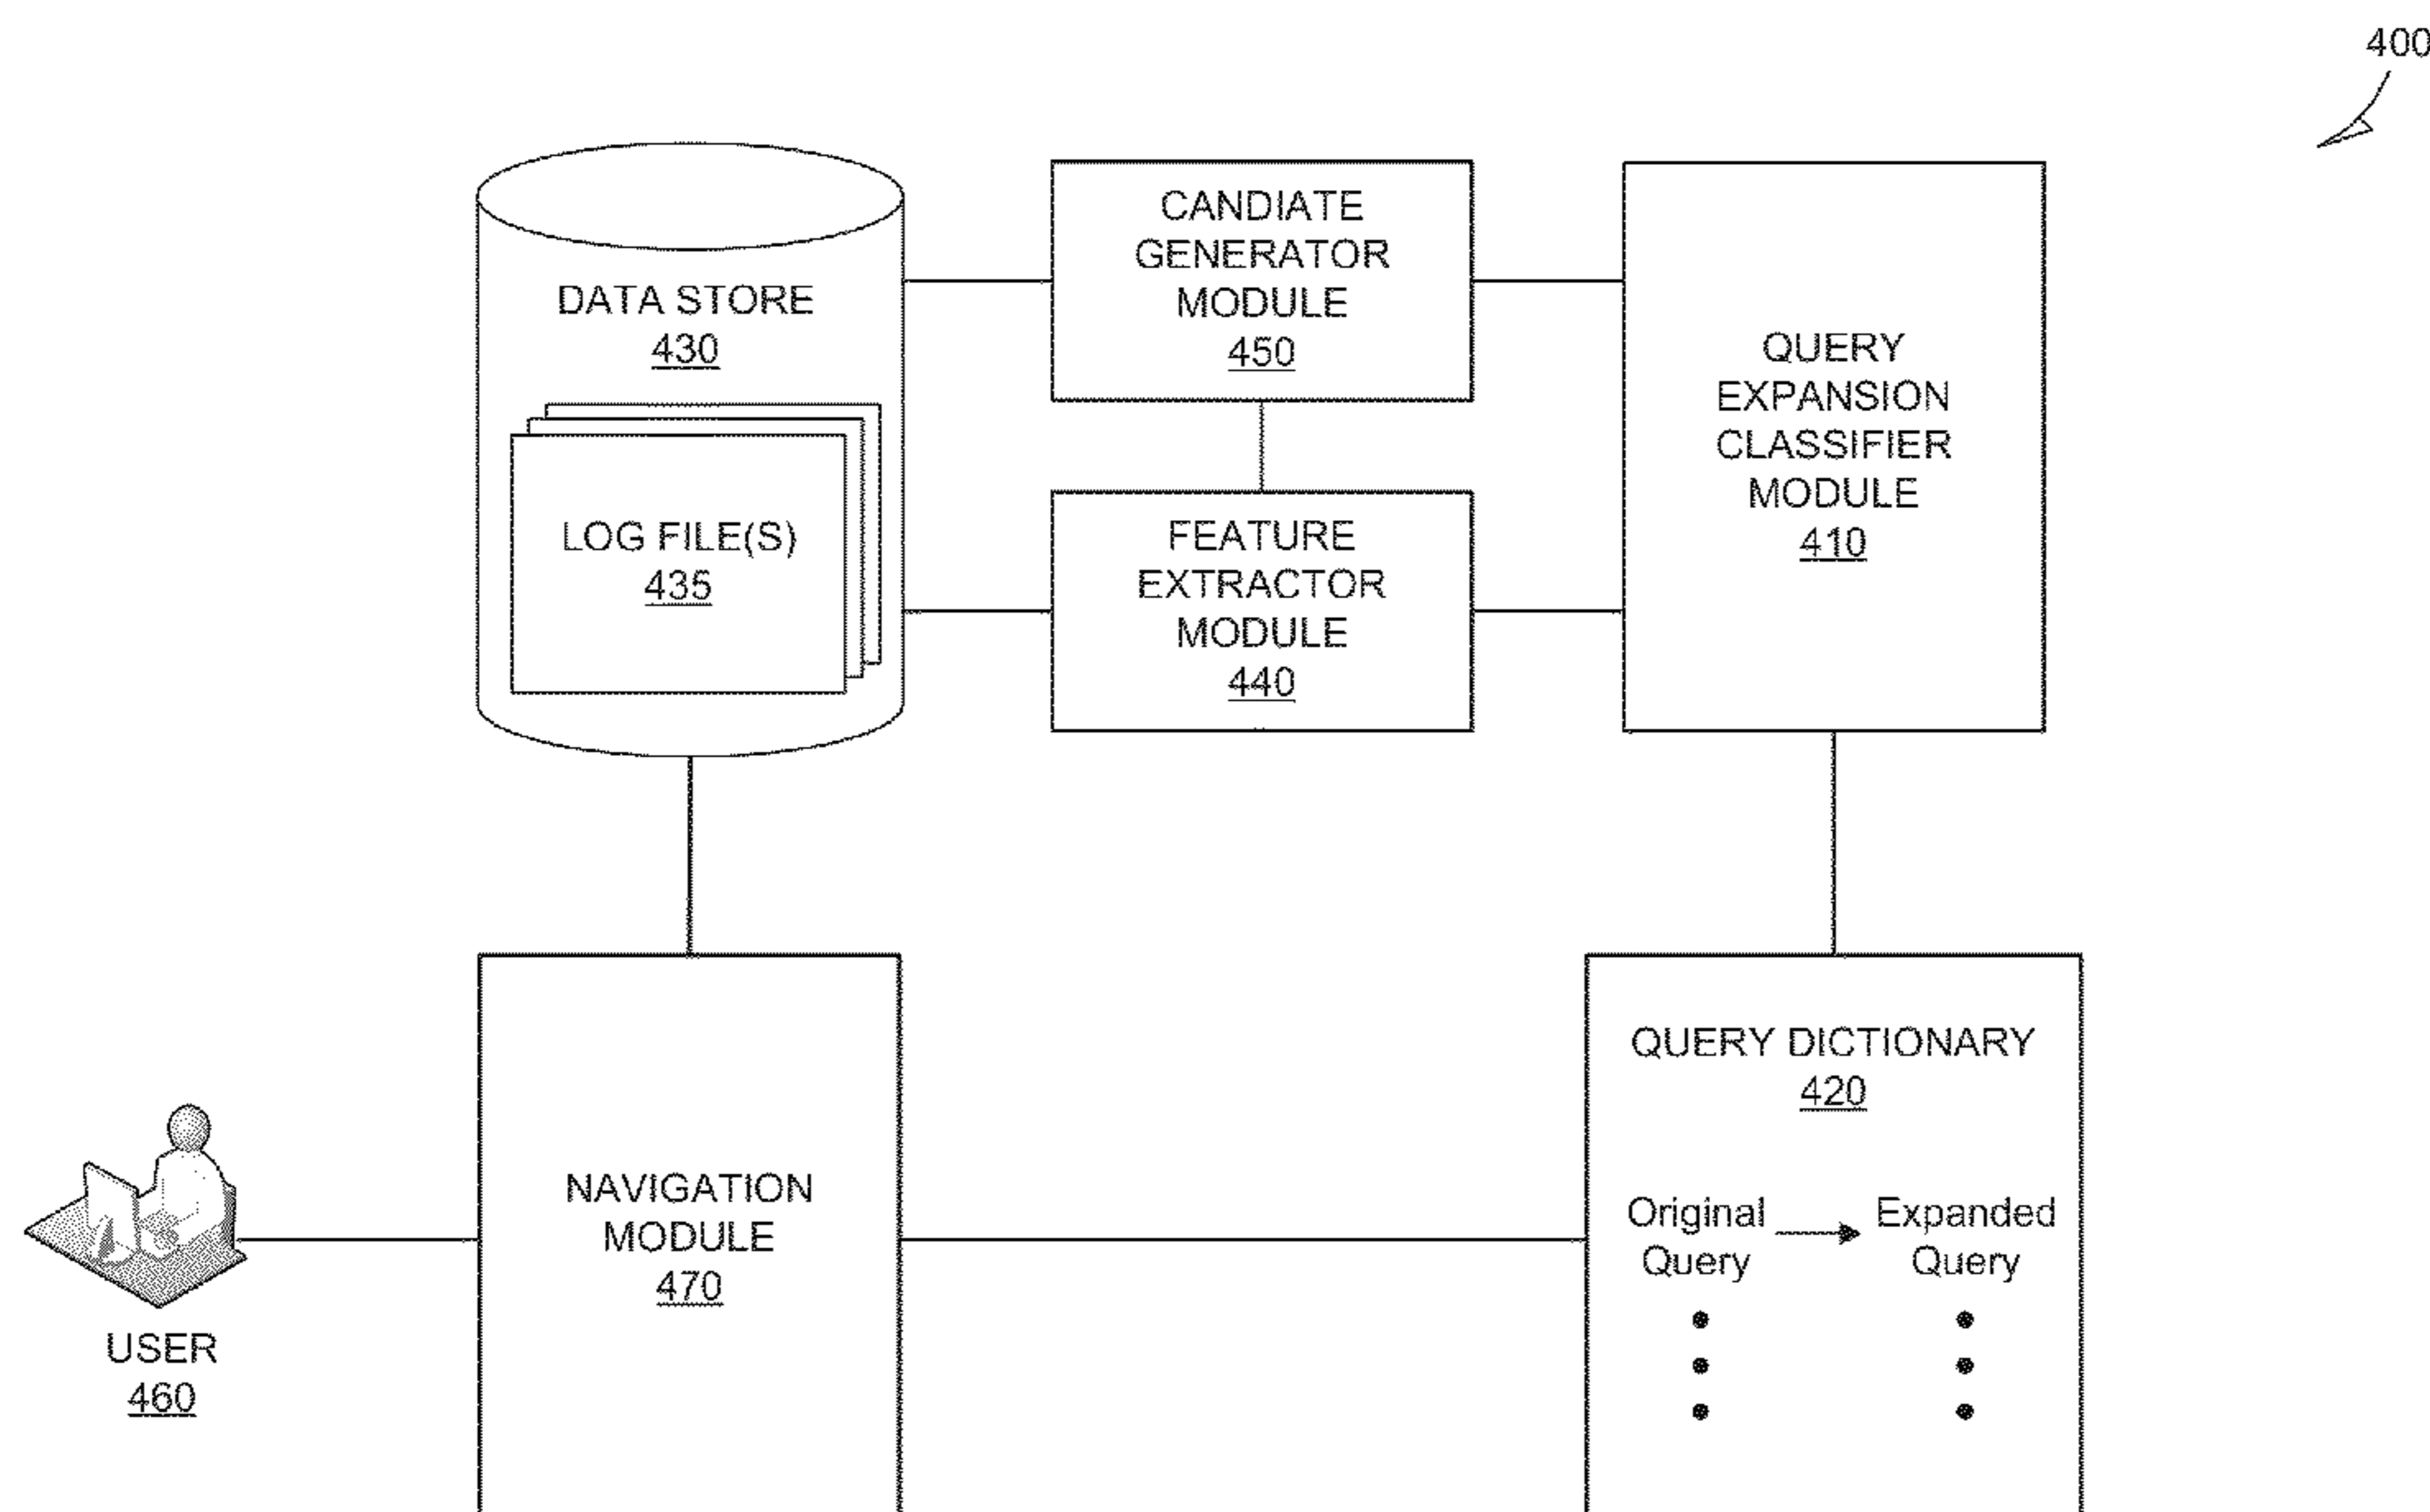 400
DATA STORE
430
LOG FILE(S)
435
CANDIATE
GENERATOR
MODULE
450
FEATURE
EXTRACTOR
MODULE
440
QUERY
EXPANSION
CLASSIFIER
MODULE
410
USER
460
NAVIGATION
MODULE
470
QUERY DICTIONARY
420
Original Expanded
Query Query